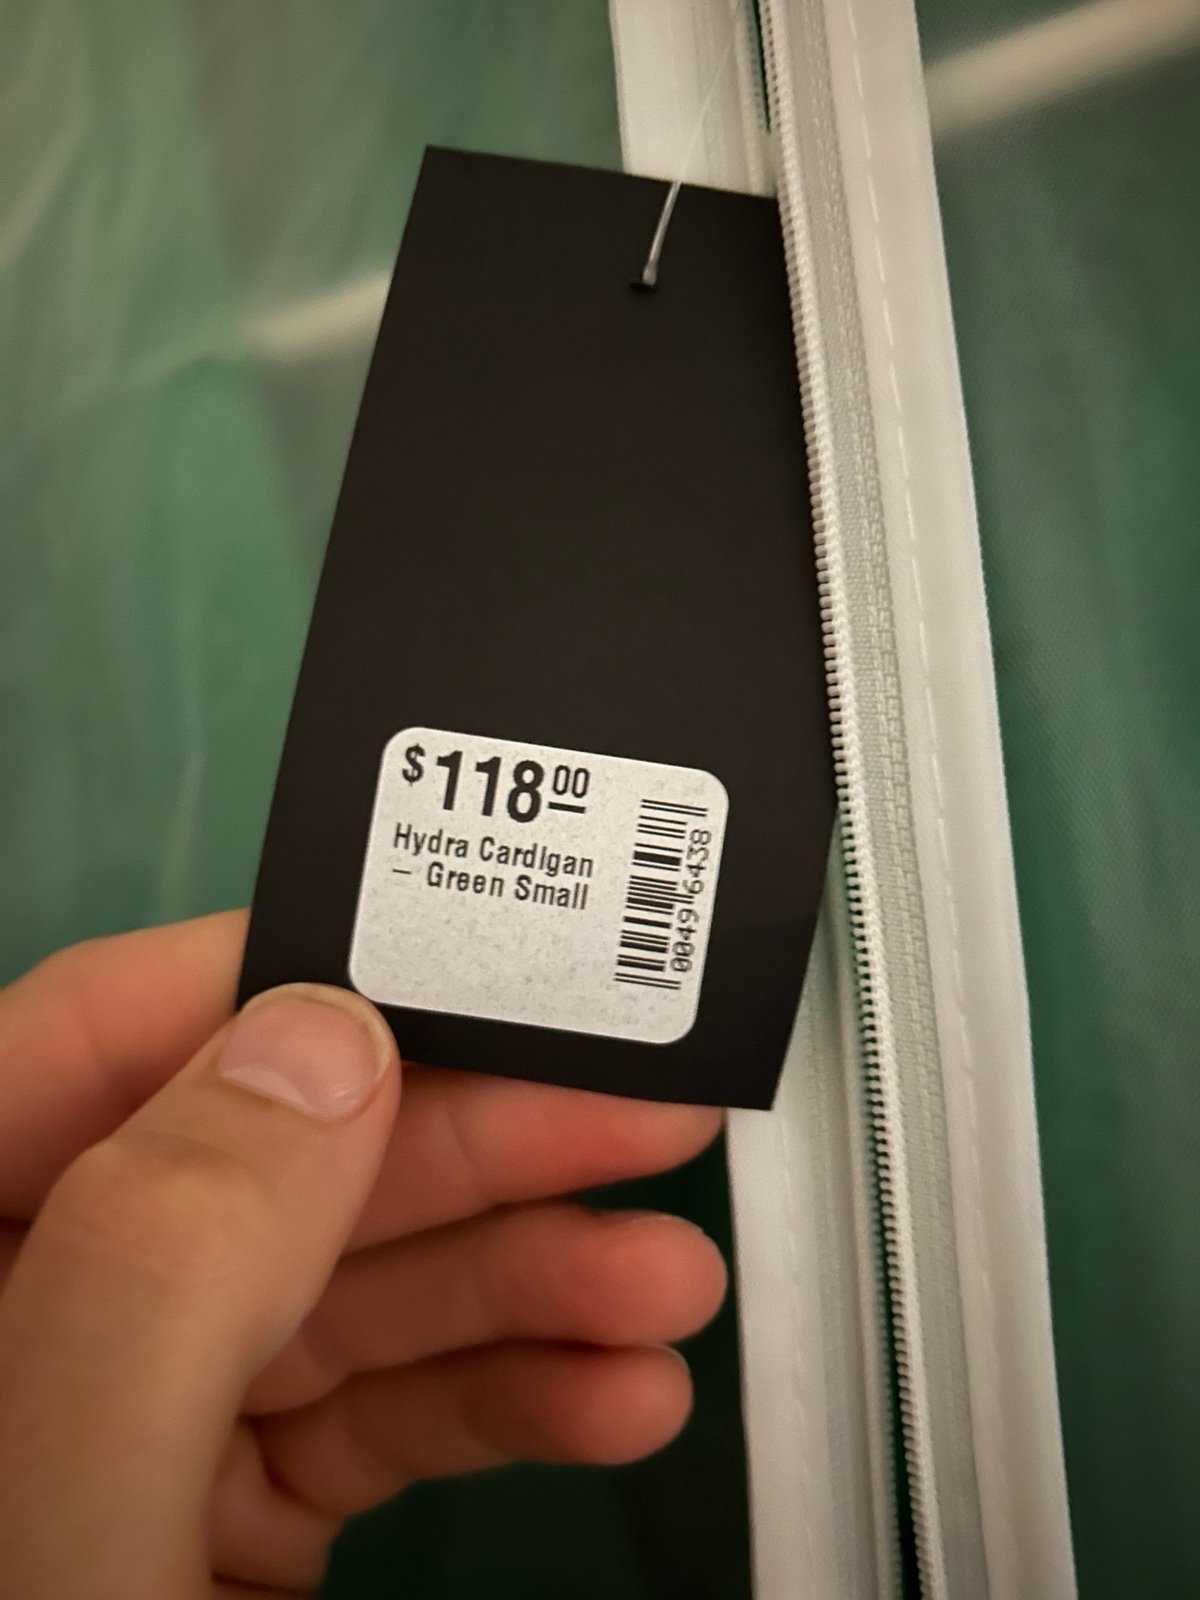 $118.00
Hydra Cardigan
– Green Small
00496438